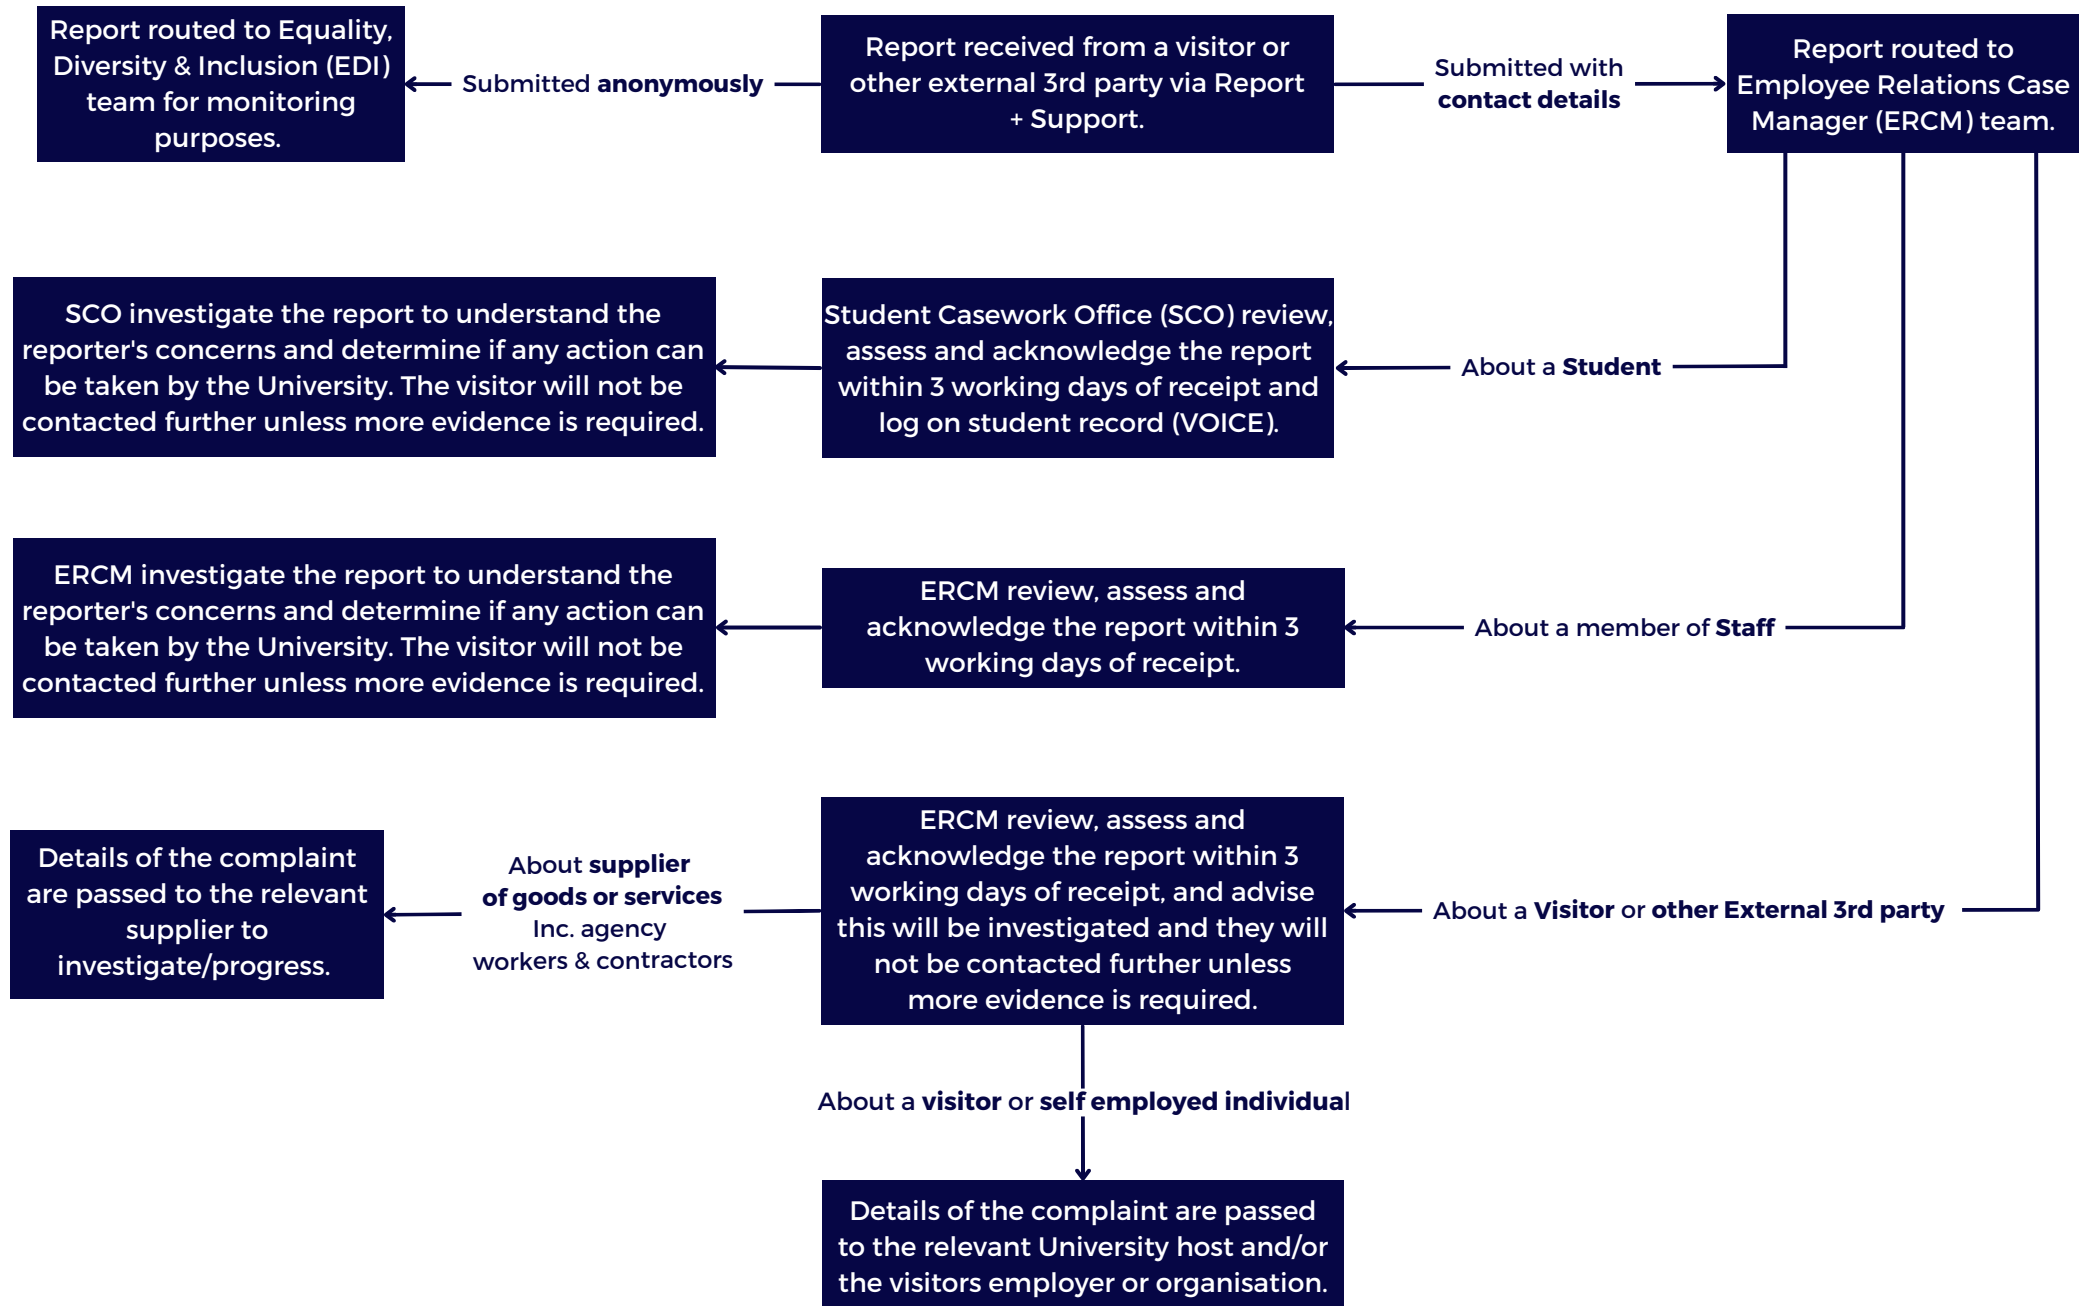 Report routed to Equality,
Diversity & Inclusion (EDI)
team for monitoring
purposes.
Submitted anonymously
Report received from a visitor or
other external 3rd party via Report
+ Support.
Submitted with
contact details
Report routed to
Employee Relations Case
Manager (ERCM) team.
SCO investigate the report to understand the
reporter's concerns and determine if any action can
be taken by the University. The visitor will not be
contacted further unless more evidence is required.
Student Casework Office (SCO) review,
assess and acknowledge the report
within 3 working days of receipt and
log on student record (VOICE).
About a Student
ERCM investigate the report to understand the
reporter's concerns and determine if any action can
be taken by the University. The visitor will not be
contacted further unless more evidence is required.
ERCM review, assess and
acknowledge the report within 3
working days of receipt.
About a member of Staff
Details of the complaint
are passed to the relevant
supplier to
investigate/progress.
About supplier
of goods or services
Inc. agency
workers & contractors
ERCM review, assess and
acknowledge the report within 3
working days of receipt, and advise
this will be investigated and they will
not be contacted further unless
more evidence is required.
About a Visitor or other External 3rd party
About a visitor or self employed individual
Details of the complaint are passed
to the relevant University host and/or
the visitors employer or organisation.